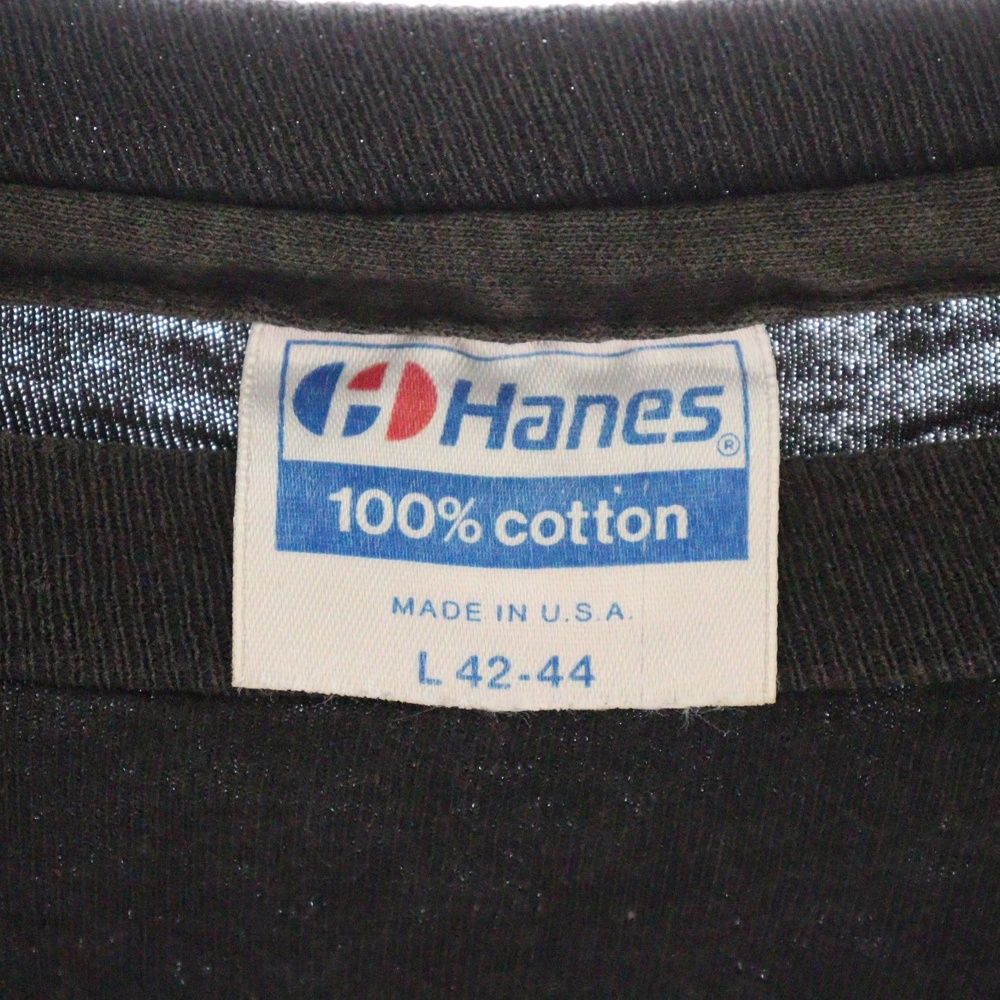 Hanes®
100% cotton
MADE IN U.S.A.
L 42-44